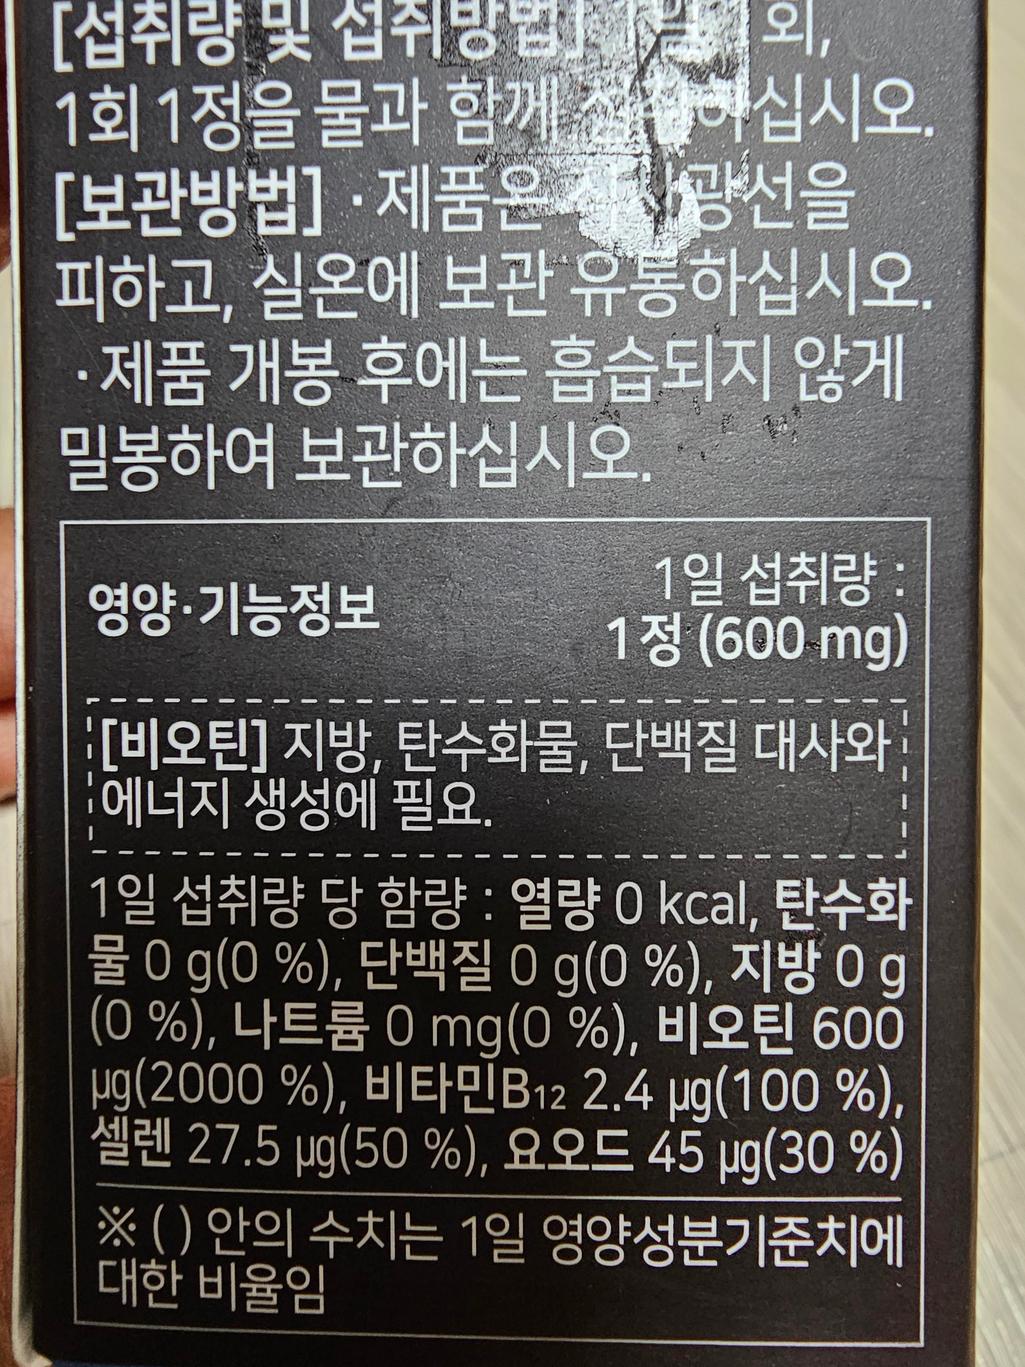 [섭취량 및 섭취방법] 1일 회,
1회 1정을 물과 함께 하십시오.
[보관방법] ·제품은 광선을
피하고, 실온에 보관 유통하십시오.
·제품 개봉 후에는 흡습되지 않게
밀봉하여 보관하십시오.
영양·기능정보
1일 섭취량 :
1정 (600 mg)
[비오틴] 지방, 탄수화물, 단백질 대사와
에너지 생성에 필요.
1일 섭취량 당 함량 : 열량 0 kcal, 탄수화
물 0 g(0 %), 단백질 0 g(0 %), 지방 0 g
(0 %), 나트륨 0 mg(0 %), 비오틴 600
µg(2000 %), 비타민B₁₂ 2.4 µg(100 %),
셀렌 27.5 µg(50 %), 요오드 45 µg(30 %)
※ ( ) 안의 수치는 1일 영양성분기준치에
대한 비율임